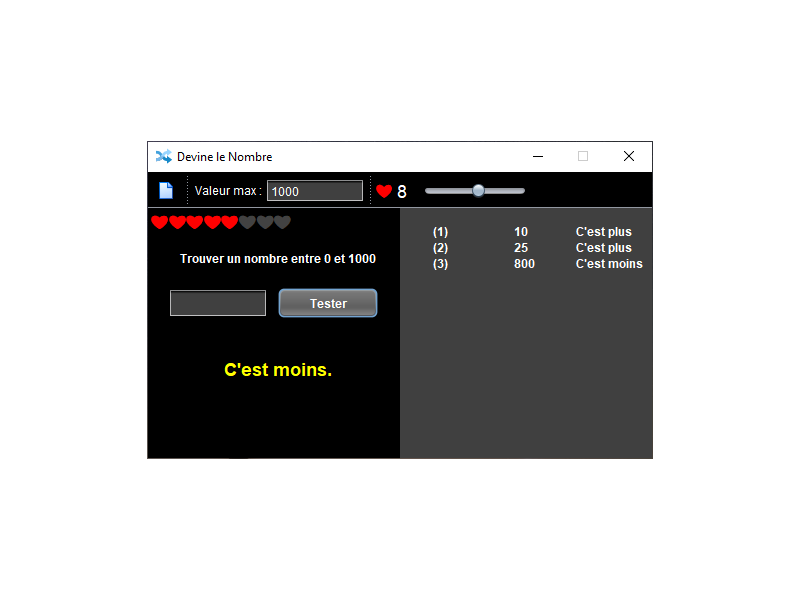 Devine le Nombre
Valeur max : 1000 8
Trouver un nombre entre 0 et 1000
Tester
C'est moins.
(1) 10 C'est plus
(2) 25 C'est plus
(3) 800 C'est moins